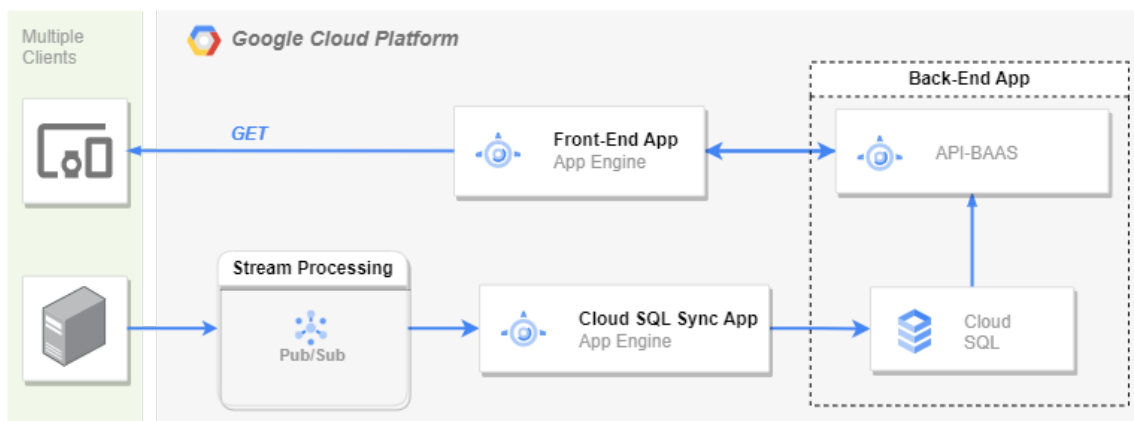 Multiple
Clients
Google Cloud Platform
Back-End App
GET
Front-End App
App Engine
API-BAAS
Stream Processing
Pub/Sub
Cloud SQL Sync App
App Engine
Cloud
SQL